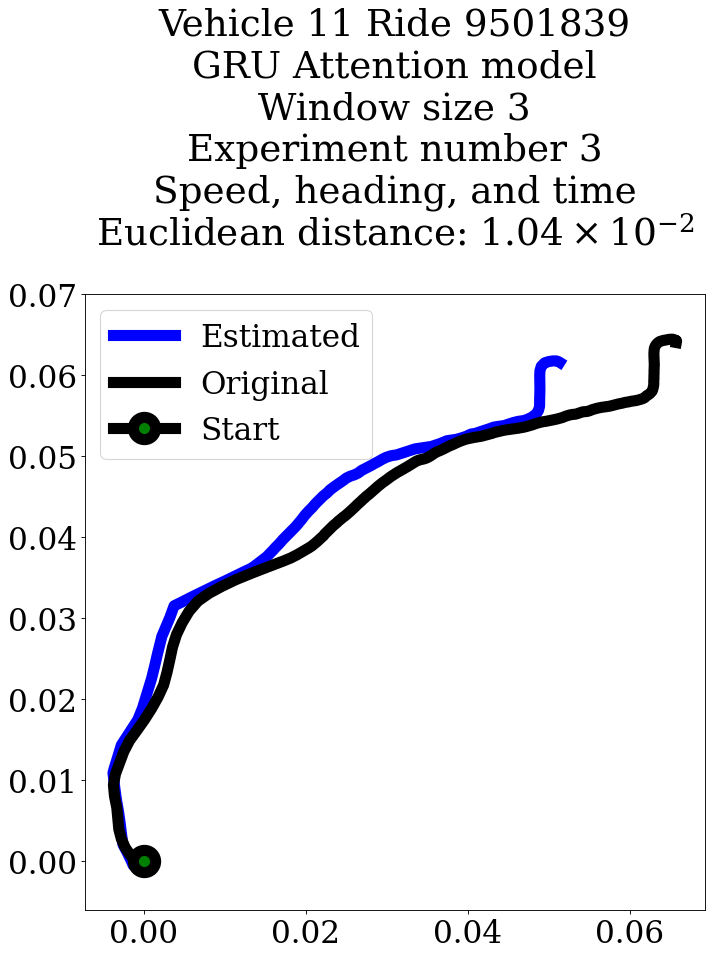 Vehicle 11 Ride 9501839
GRU Attention model
Window size 3
Experiment number 3
Speed, heading, and time
Euclidean distance: 1.04 × 10⁻²
0.07
0.06
0.05
0.04
0.03
0.02
0.01
0.00
Estimated
Original
Start
0.00 0.02 0.04 0.06